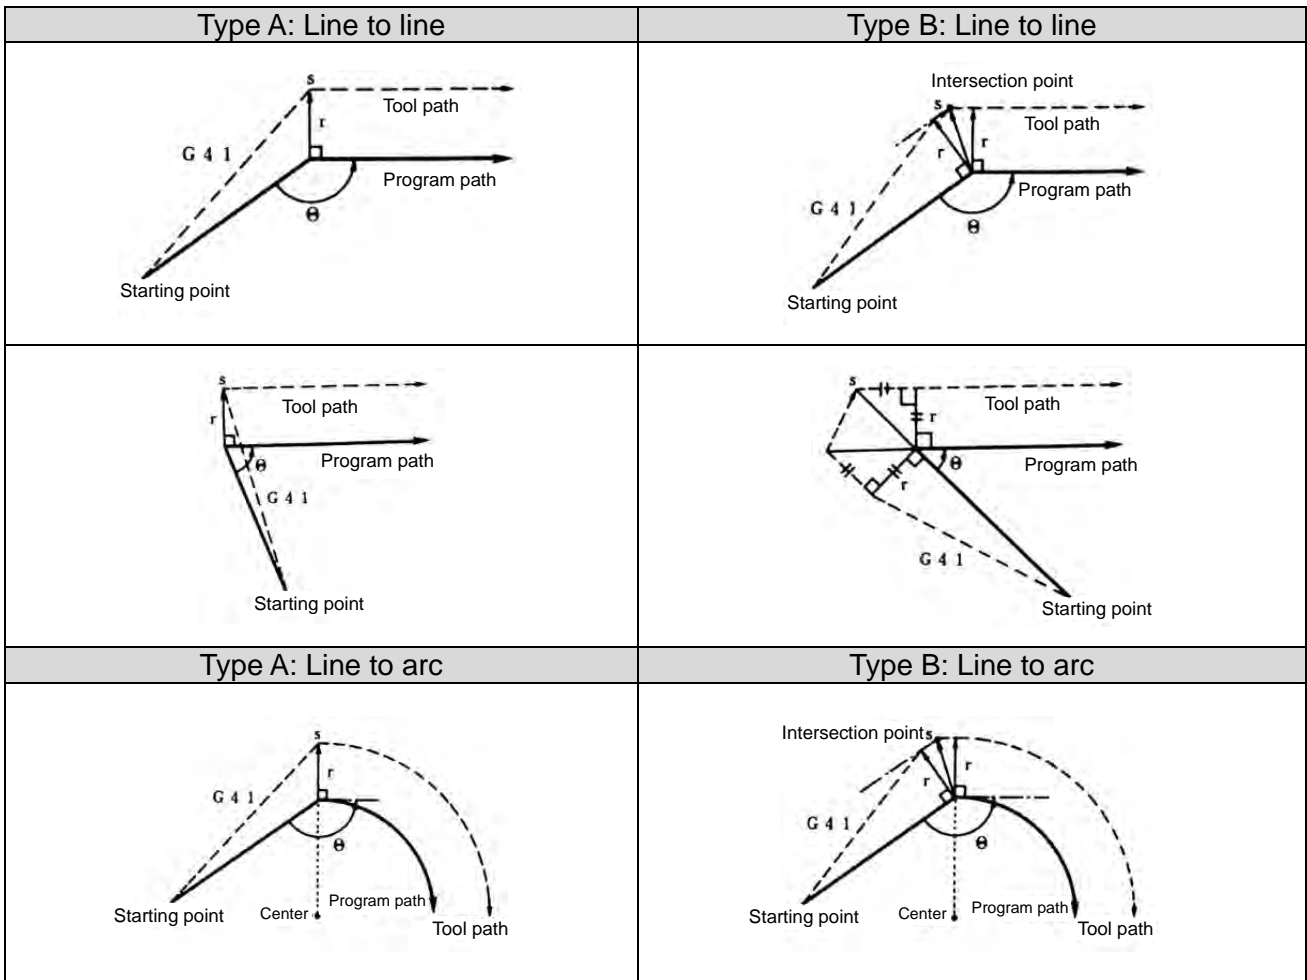 Type A: Line to line
Type B: Line to line
s
Tool path
r
G 4 1
Program path
Θ
Starting point
Intersection point
s
Tool path
r
r
Program path
G 4 1
Θ
Starting point
s
Tool path
r
Program path
Θ
G 4 1
Starting point
s
Tool path
r
Program path
Θ
r
G 4 1
Starting point
Type A: Line to arc
Type B: Line to arc
s
r
G 4 1
Θ
Program path
Starting point
Center
Tool path
Intersection point
s
r
r
G 4 1
Θ
Program path
Starting point
Center
Tool path